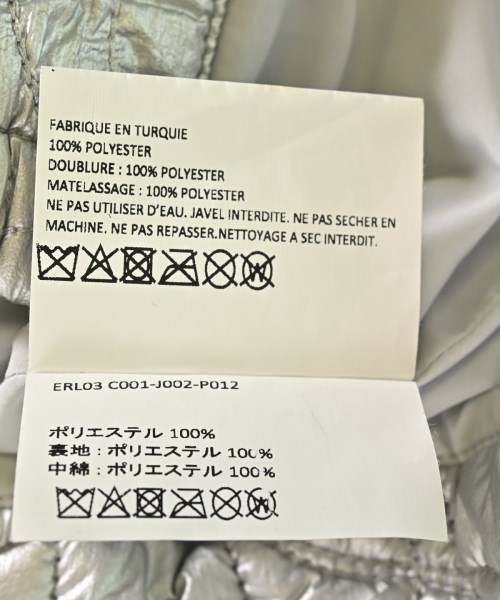 FABRIQUE EN TURQUIE
100% POLYESTER
DOUBLURE : 100% POLYESTER
MATELASSAGE : 100% POLYESTER
NE PAS UTILISER D'EAU. JAVEL INTERDITE. NE PAS SECHER EN
MACHINE. NE PAS REPASSER.NETTOYAGE A SEC INTERDIT.
ERL03 C001-J002-P012
ポリエステル 100%
裏地 : ポリエステル 100%
中綿 : ポリエステル 100%